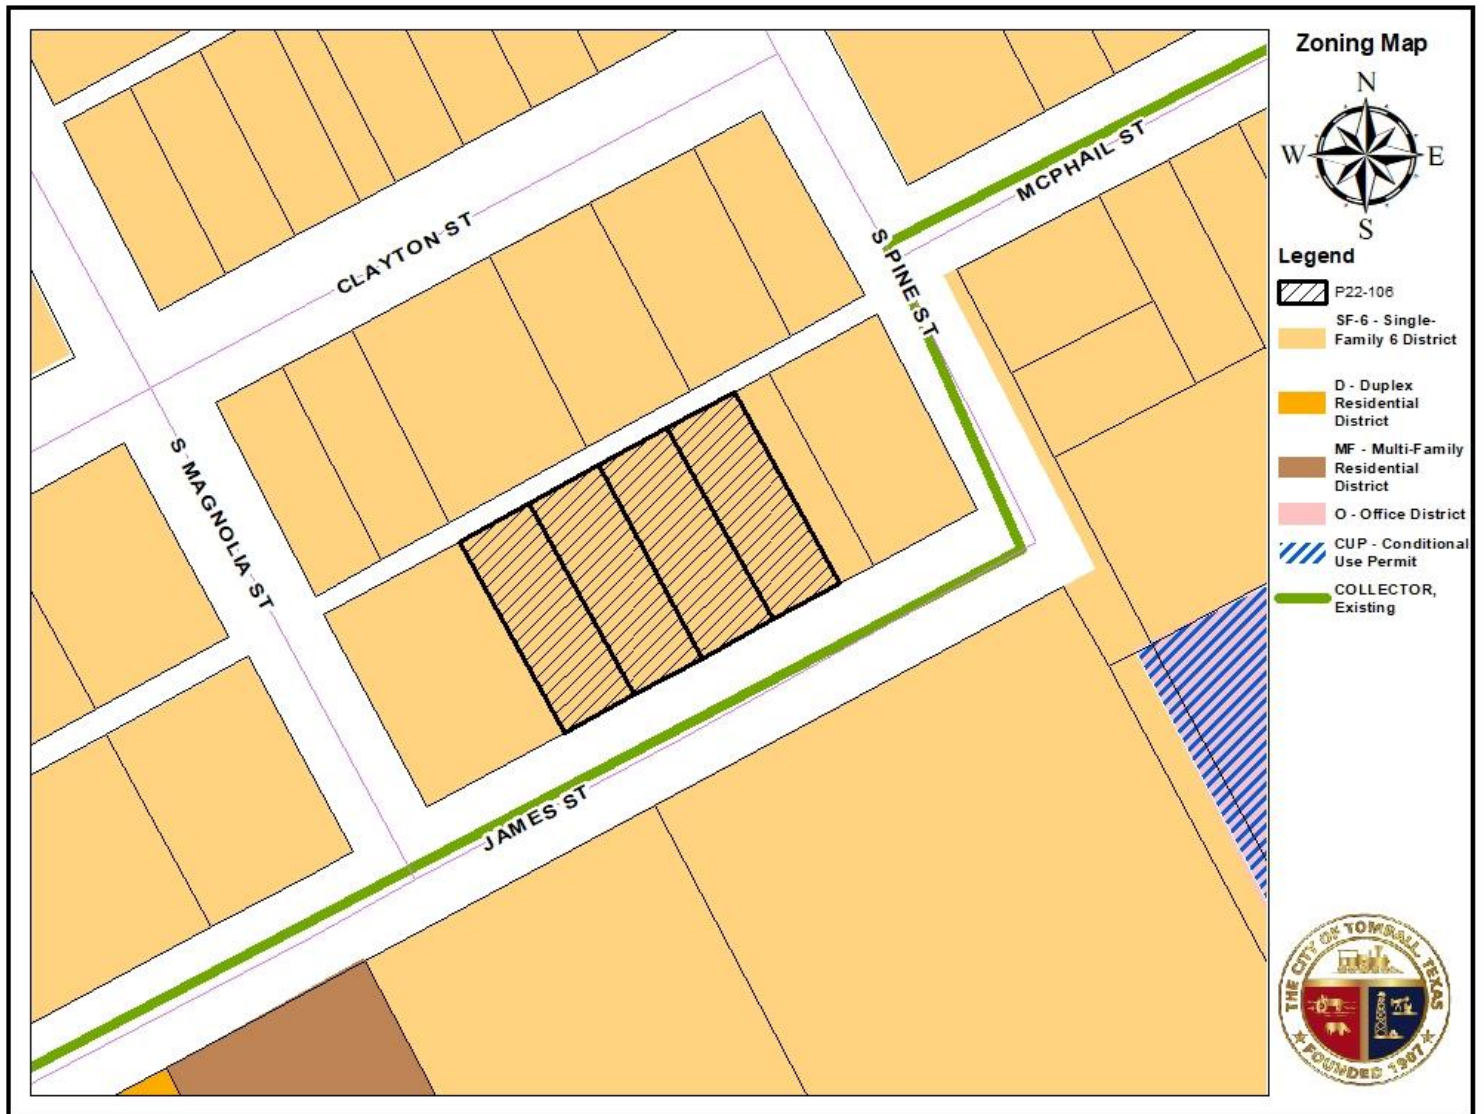 Zoning Map
N
W
E
S
CLAYTON ST
MCPHAIL ST
S PINE ST
S MAGNOLIA ST
JAMES ST
Legend
P22-106
SF-6 - Single-
Family 6 District
D - Duplex
Residential
District
MF - Multi-Family
Residential
District
O - Office District
CUP - Conditional
Use Permit
COLLECTOR,
Existing
THE CITY OF TOMBALL, TEXAS
FOUNDED 1907